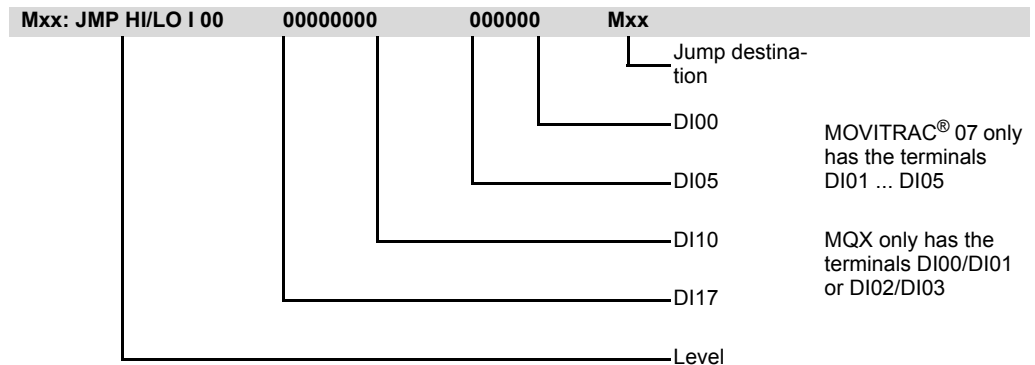 Mxx: JMP HI/LO I 00 00000000 000000 Mxx
Jump destina-
tion
DI00
MOVITRAC® 07 only
has the terminals
DI01 ... DI05
DI05
DI10
MQX only has the
terminals DI00/DI01
or DI02/DI03
DI17
Level